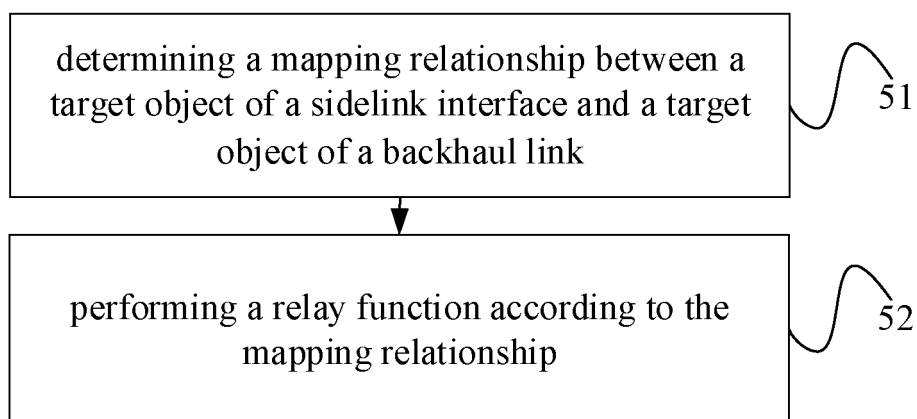 determining a mapping relationship between a
target object of a sidelink interface and a target
object of a backhaul link
51
performing a relay function according to the
mapping relationship
52